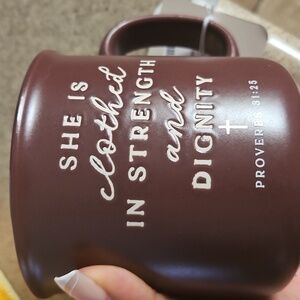 SHE IS
clothed
IN STRENGTH
and
DIGNITY
PROVERBS 31:25